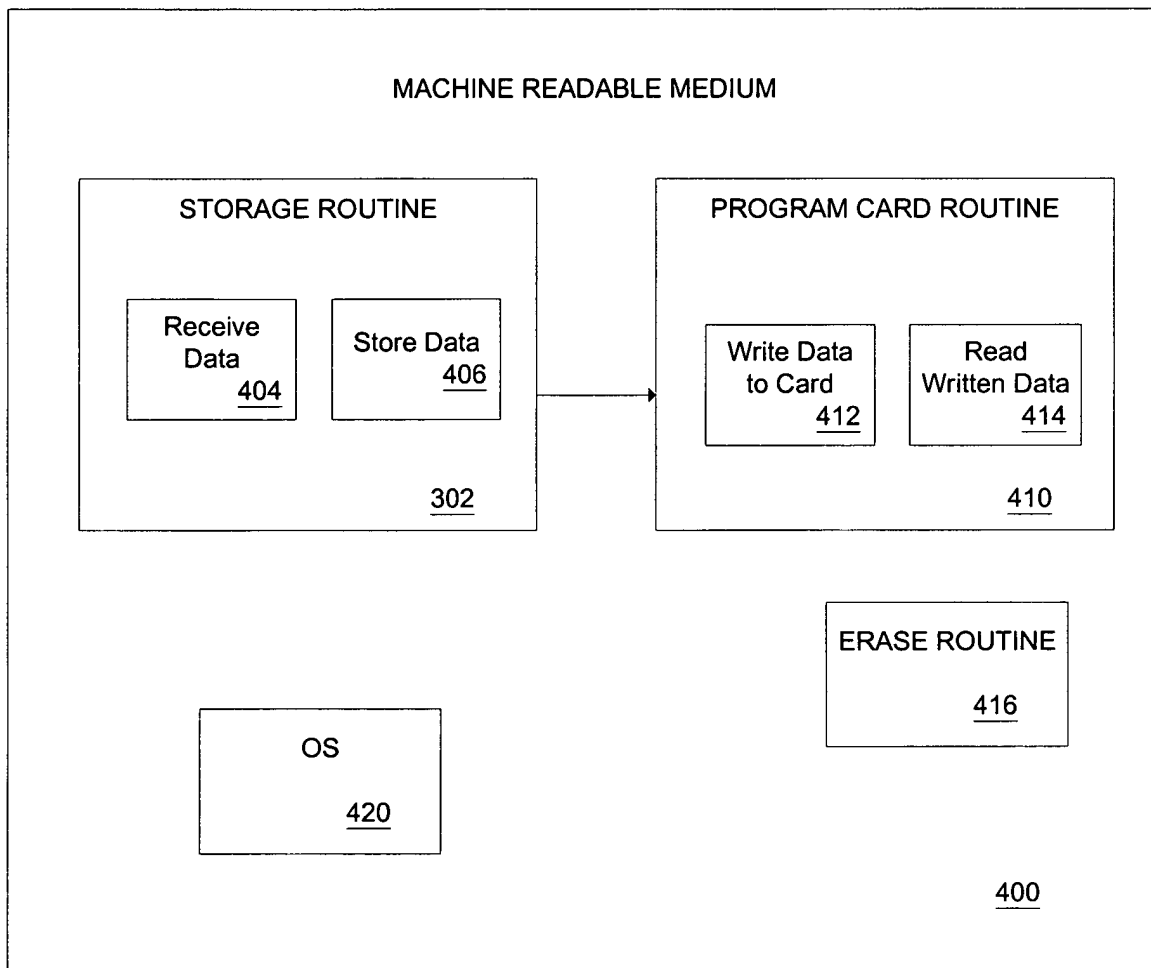 MACHINE READABLE MEDIUM
STORAGE ROUTINE
Receive
Data
404
Store Data
406
302
PROGRAM CARD ROUTINE
Write Data
to Card
412
Read
Written Data
414
410
ERASE ROUTINE
416
OS
420
400